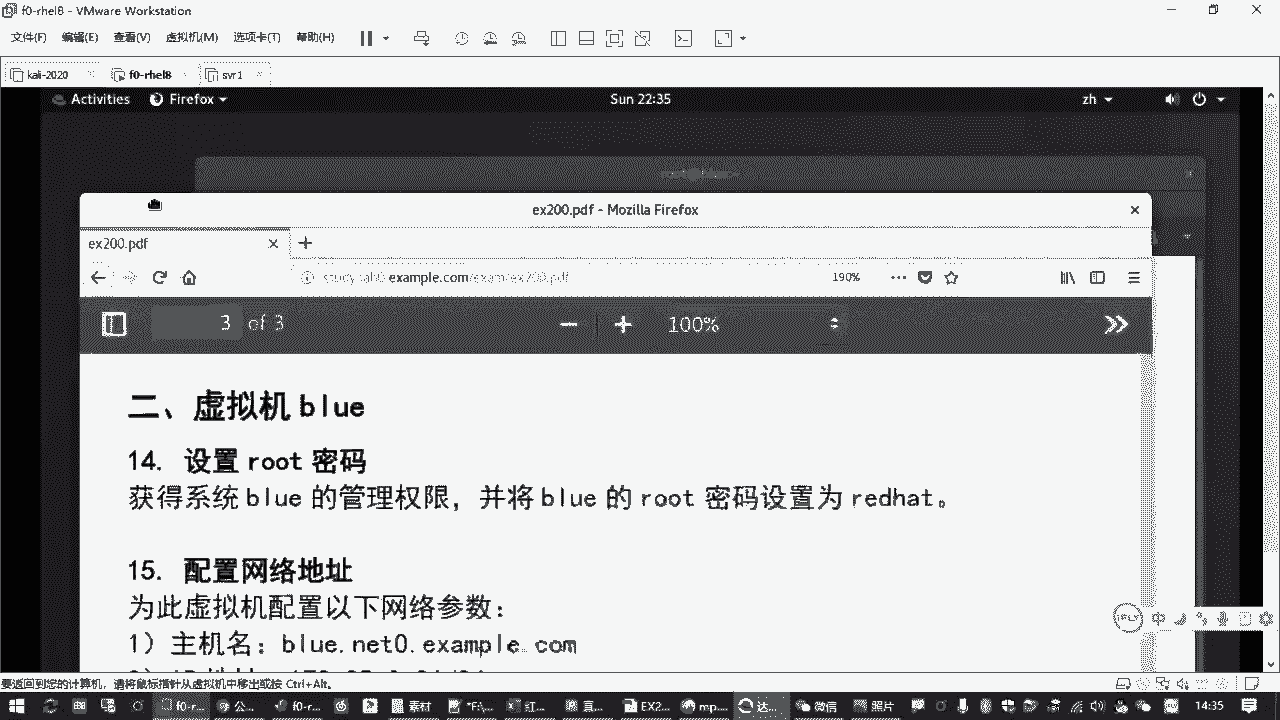 f0-rhel8 - VMware Workstation
文件(F) 编辑(E) 查看(V) 虚拟机(M) 选项卡(T) 帮助(H)
kali-2020 f0-rhel8 svr1
Activities Firefox Sun 22:35 zh
ex200.pdf - Mozilla Firefox
ex200.pdf
example.com/ ex200.pdf 190%
3 of 3 100%
二、虚拟机 blue
14. 设置 root 密码
获得系统 blue 的管理权限，并将 blue 的 root 密码设置为 redhat。
15. 配置网络地址
为此虚拟机配置以下网络参数：
1）主机名：blue.net0.example.com
中
要返回到您的计算机，请将鼠标指针从虚拟机中移出或按 Ctrl+Alt。
f0-r... 公... f0-r... 素材 "F:\... 红... 直... EX2... mp... 达... 微信 照片 14:35